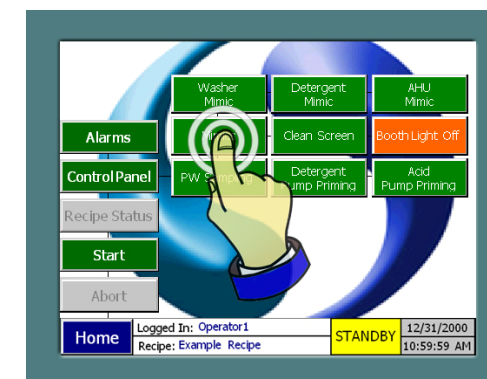 Washer
Mimic
Detergent
Mimic
AHU
Mimic
Alarms
Clean Screen
Booth Light Off
Control Panel
PW
Detergent
Pump Priming
Acid
Pump Priming
Recipe Status
Start
Abort
Home
Logged In: Operator1
Recipe: Example Recipe
STANDBY
12/31/2000
10:59:59 AM